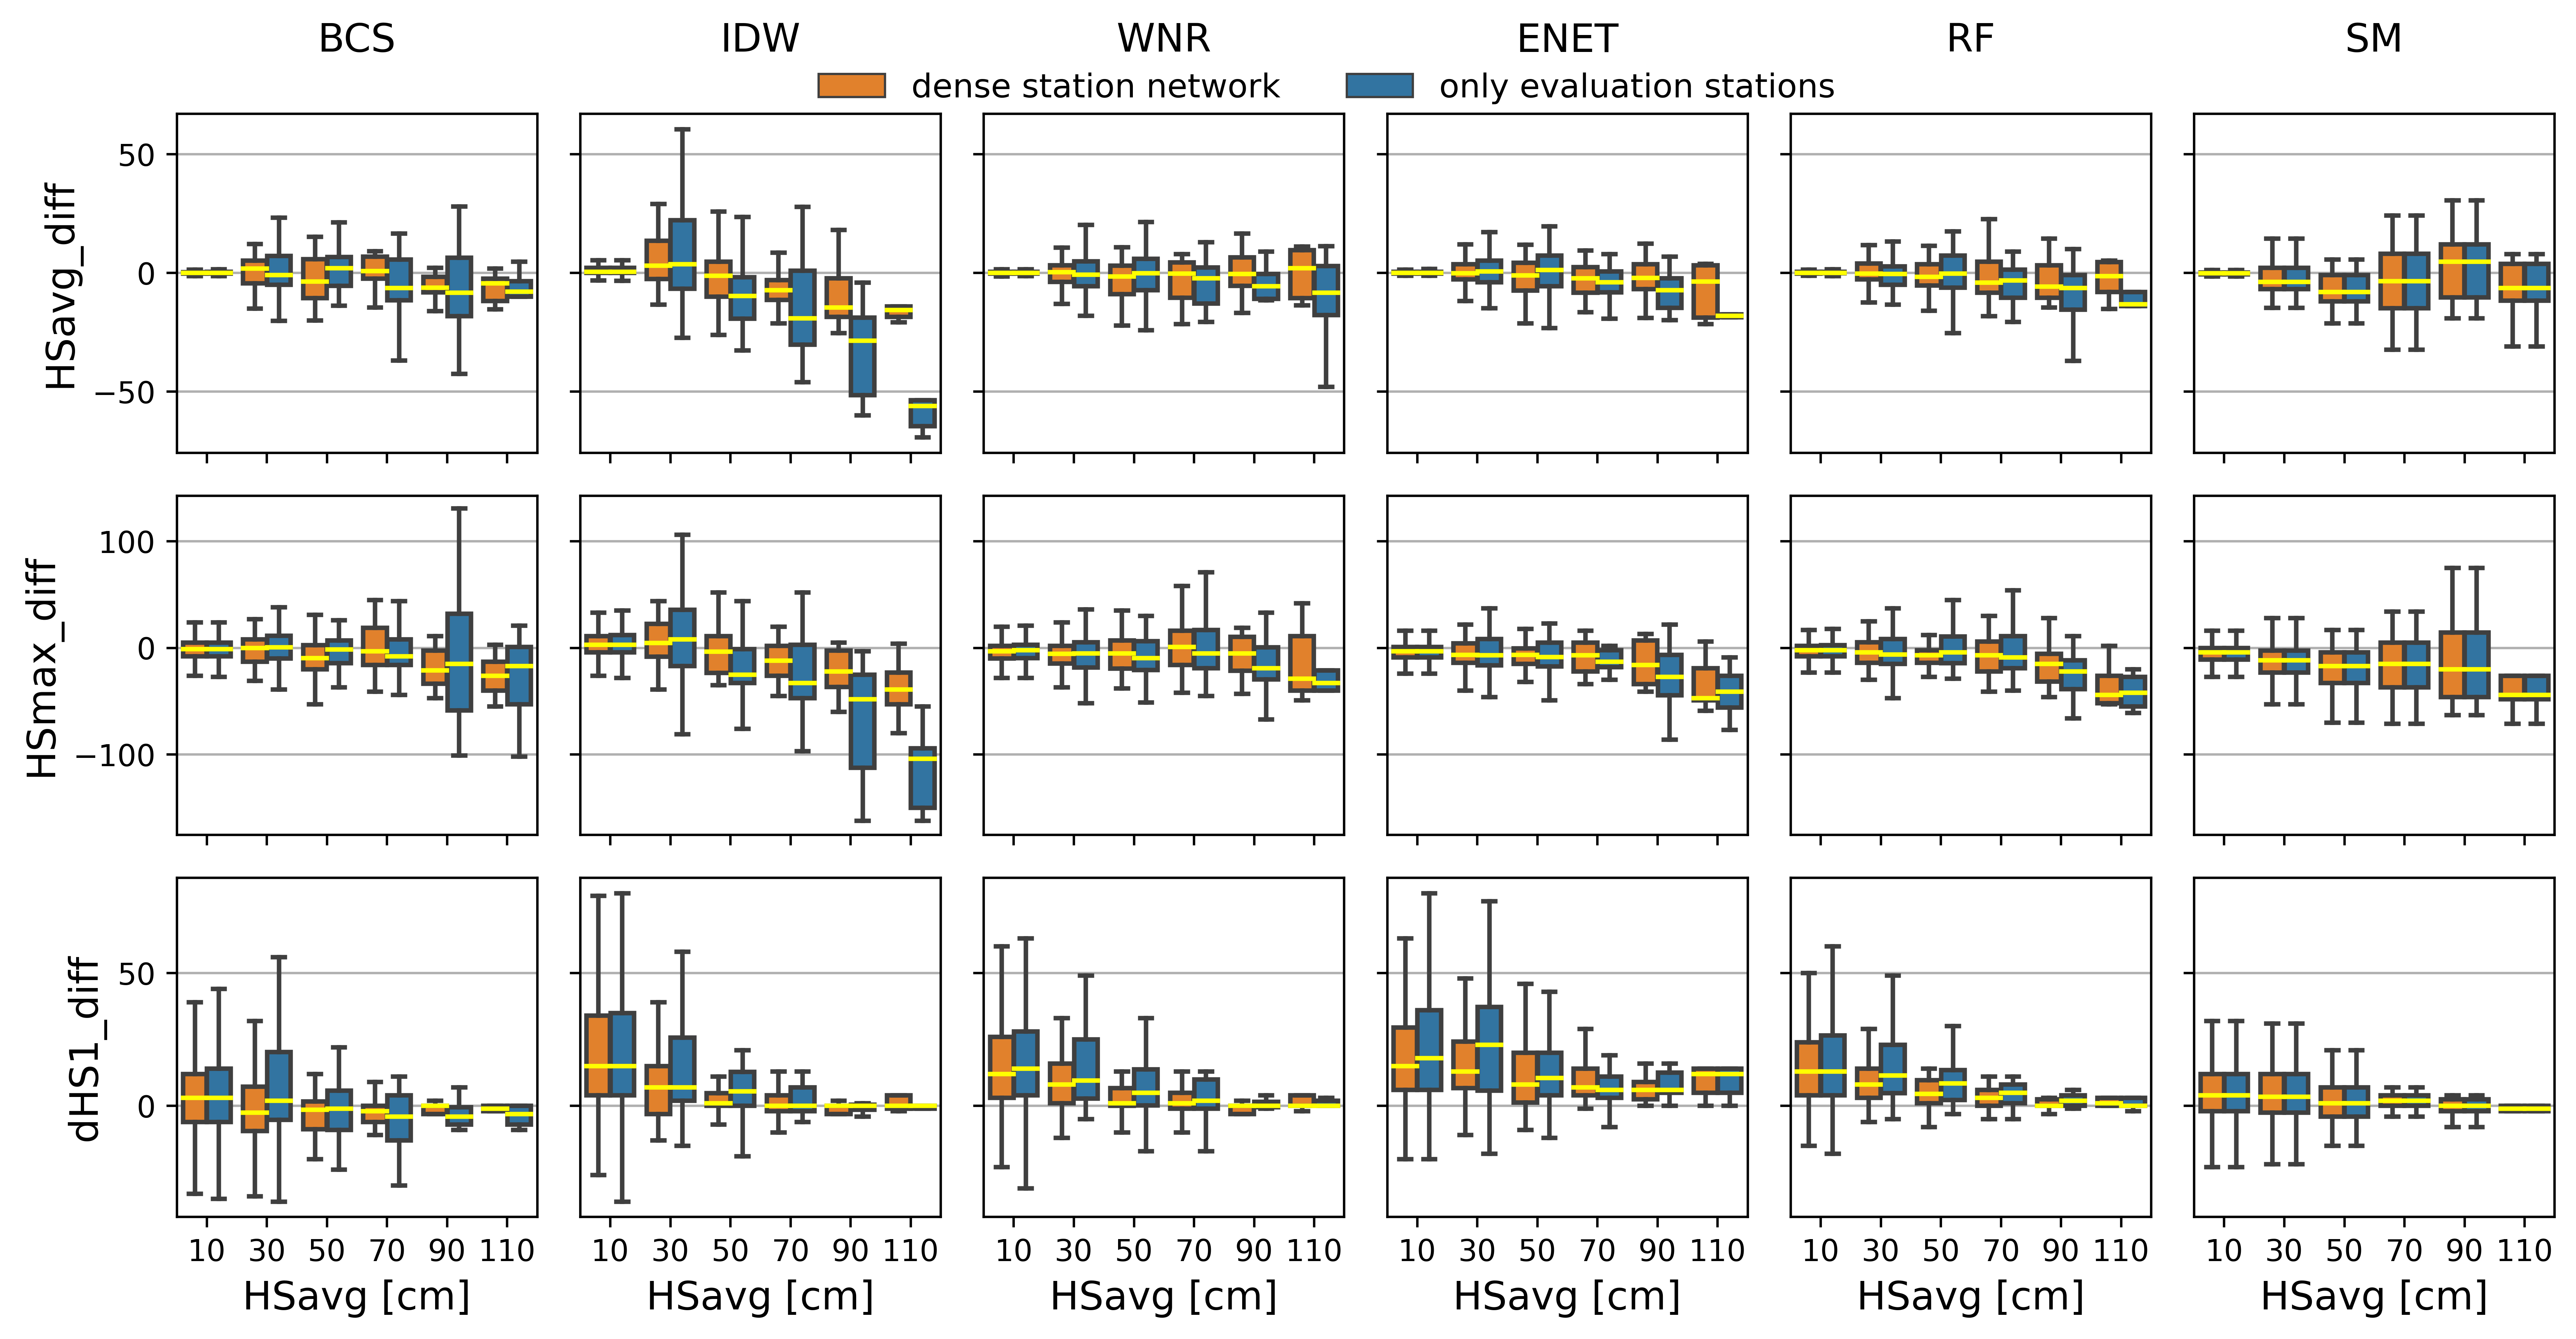 BCS IDW WNR ENET RF SM
dense station network only evaluation stations
HSavg_diff
50
0
−50
HSmax_diff
100
0
−100
dHS1_diff
50
0
10 30 50 70 90 110 10 30 50 70 90 110 10 30 50 70 90 110 10 30 50 70 90 110 10 30 50 70 90 110 10 30 50 70 90 110
HSavg [cm] HSavg [cm] HSavg [cm] HSavg [cm] HSavg [cm] HSavg [cm]